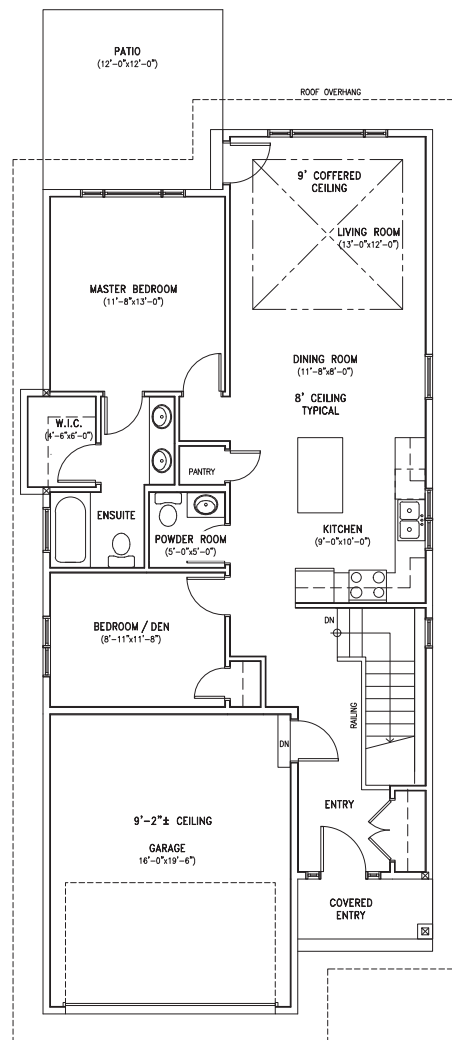 PATIO
(12'-0"x12'-0")
ROOF OVERHANG
9' COFFERED
CEILING
LIVING ROOM
(13'-0"x12'-0")
MASTER BEDROOM
(11'-8"x13'-0")
DINING ROOM
(11'-8"x8'-0")
8' CEILING
TYPICAL
W.I.C.
(4'-6"x6'-0")
PANTRY
ENSUITE
POWDER ROOM
(5'-0"x5'-0")
KITCHEN
(9'-0"x10'-0")
BEDROOM / DEN
(8'-11"x11'-8")
DN
RAILING
DN
ENTRY
9'-2"± CEILING
GARAGE
16'-0"x19'-6")
COVERED
ENTRY